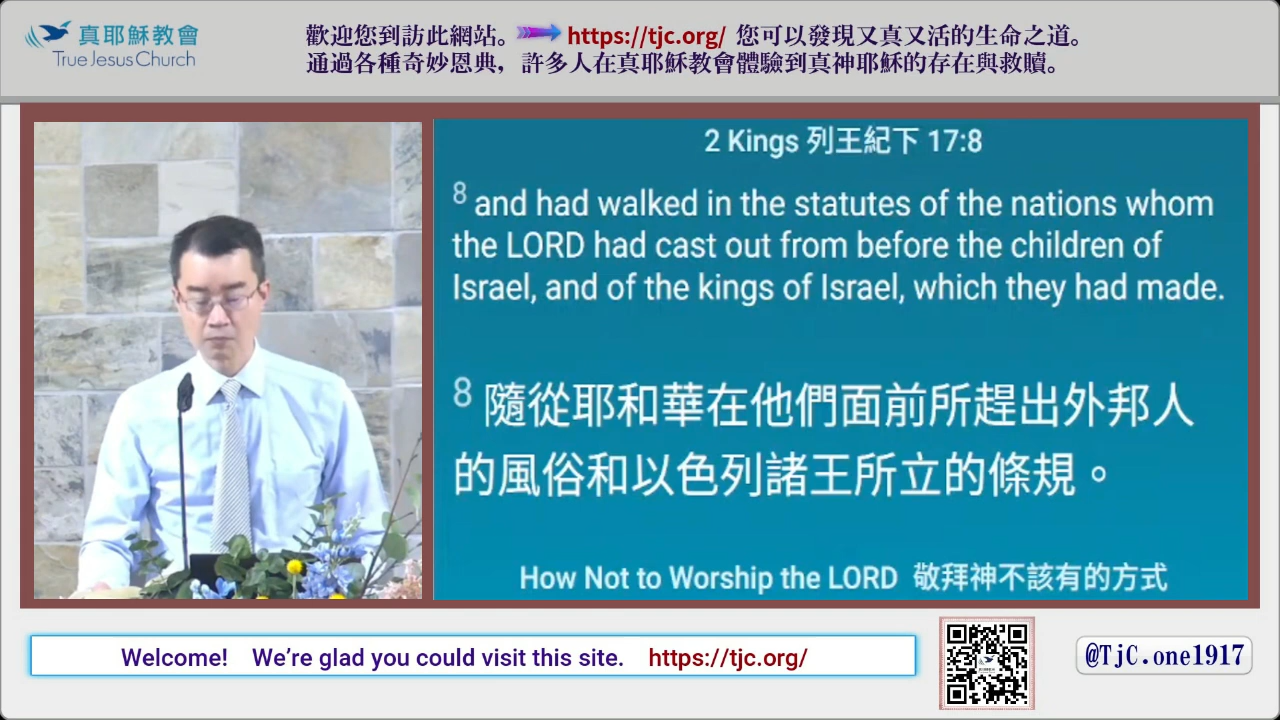 真耶穌教會
True Jesus Church
歡迎您到訪此網站。 https://tjc.org/ 您可以發現又真又活的生命之道。
通過各種奇妙恩典，許多人在真耶穌教會體驗到真神耶穌的存在與救贖。
2 Kings 列王紀下 17:8
8 and had walked in the statutes of the nations whom
the LORD had cast out from before the children of
Israel, and of the kings of Israel, which they had made.
8 隨從耶和華在他們面前所趕出外邦人
的風俗和以色列諸王所立的條規。
How Not to Worship the LORD 敬拜神不該有的方式
Welcome! We’re glad you could visit this site. https://tjc.org/
@TjC.one1917